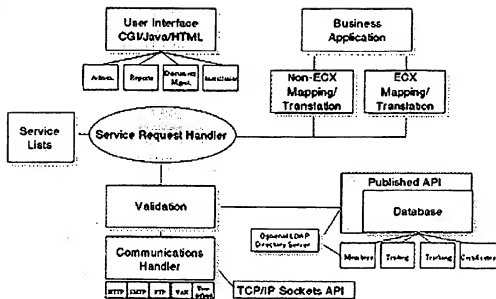 User Interface
CGI/Java/HTML
Business
Application
Admin.
Reports
Document
Mgmt.
Non-ECX
Mapping/
Translation
ECX
Mapping/
Translation
Service
Lists
Service Request Handler
Validation
Published API
Database
Optional LDAP
Directory Server
Communications
Handler
Members
Trading
Tracking
Certificates
HTTP
SMTP
FTP
VAN
TCP/IP Sockets API